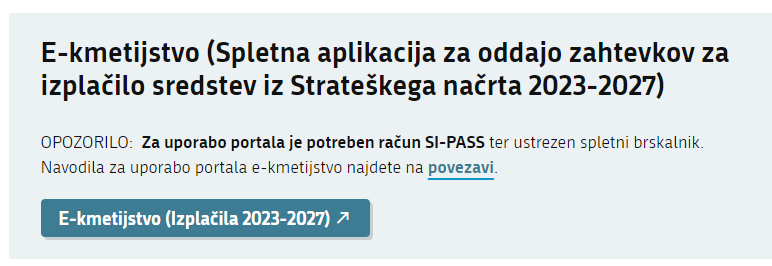 E-kmetijstvo (Spletna aplikacija za oddajo zahtevkov za
izplačilo sredstev iz Strateškega načrta 2023-2027)
OPOZORILO: Za uporabo portala je potreben račun SI-PASS ter ustrezen spletni brskalnik.
Navodila za uporabo portala e-kmetijstvo najdete na povezavi.
E-kmetijstvo (Izplačila 2023-2027) ↗